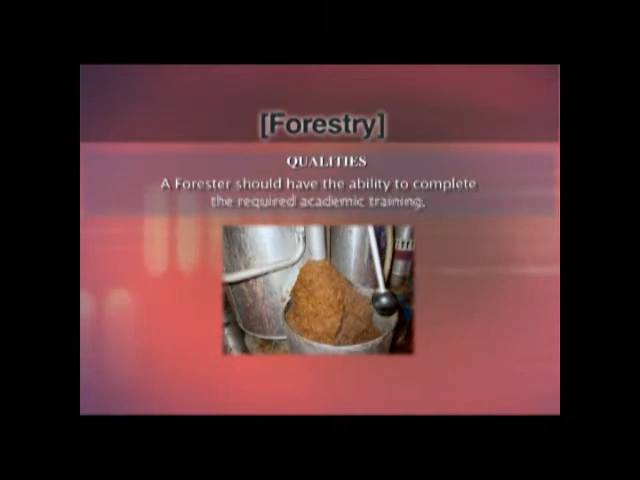 [Forestry]
QUALITIES
A Forester should have the ability to complete
the required academic training.